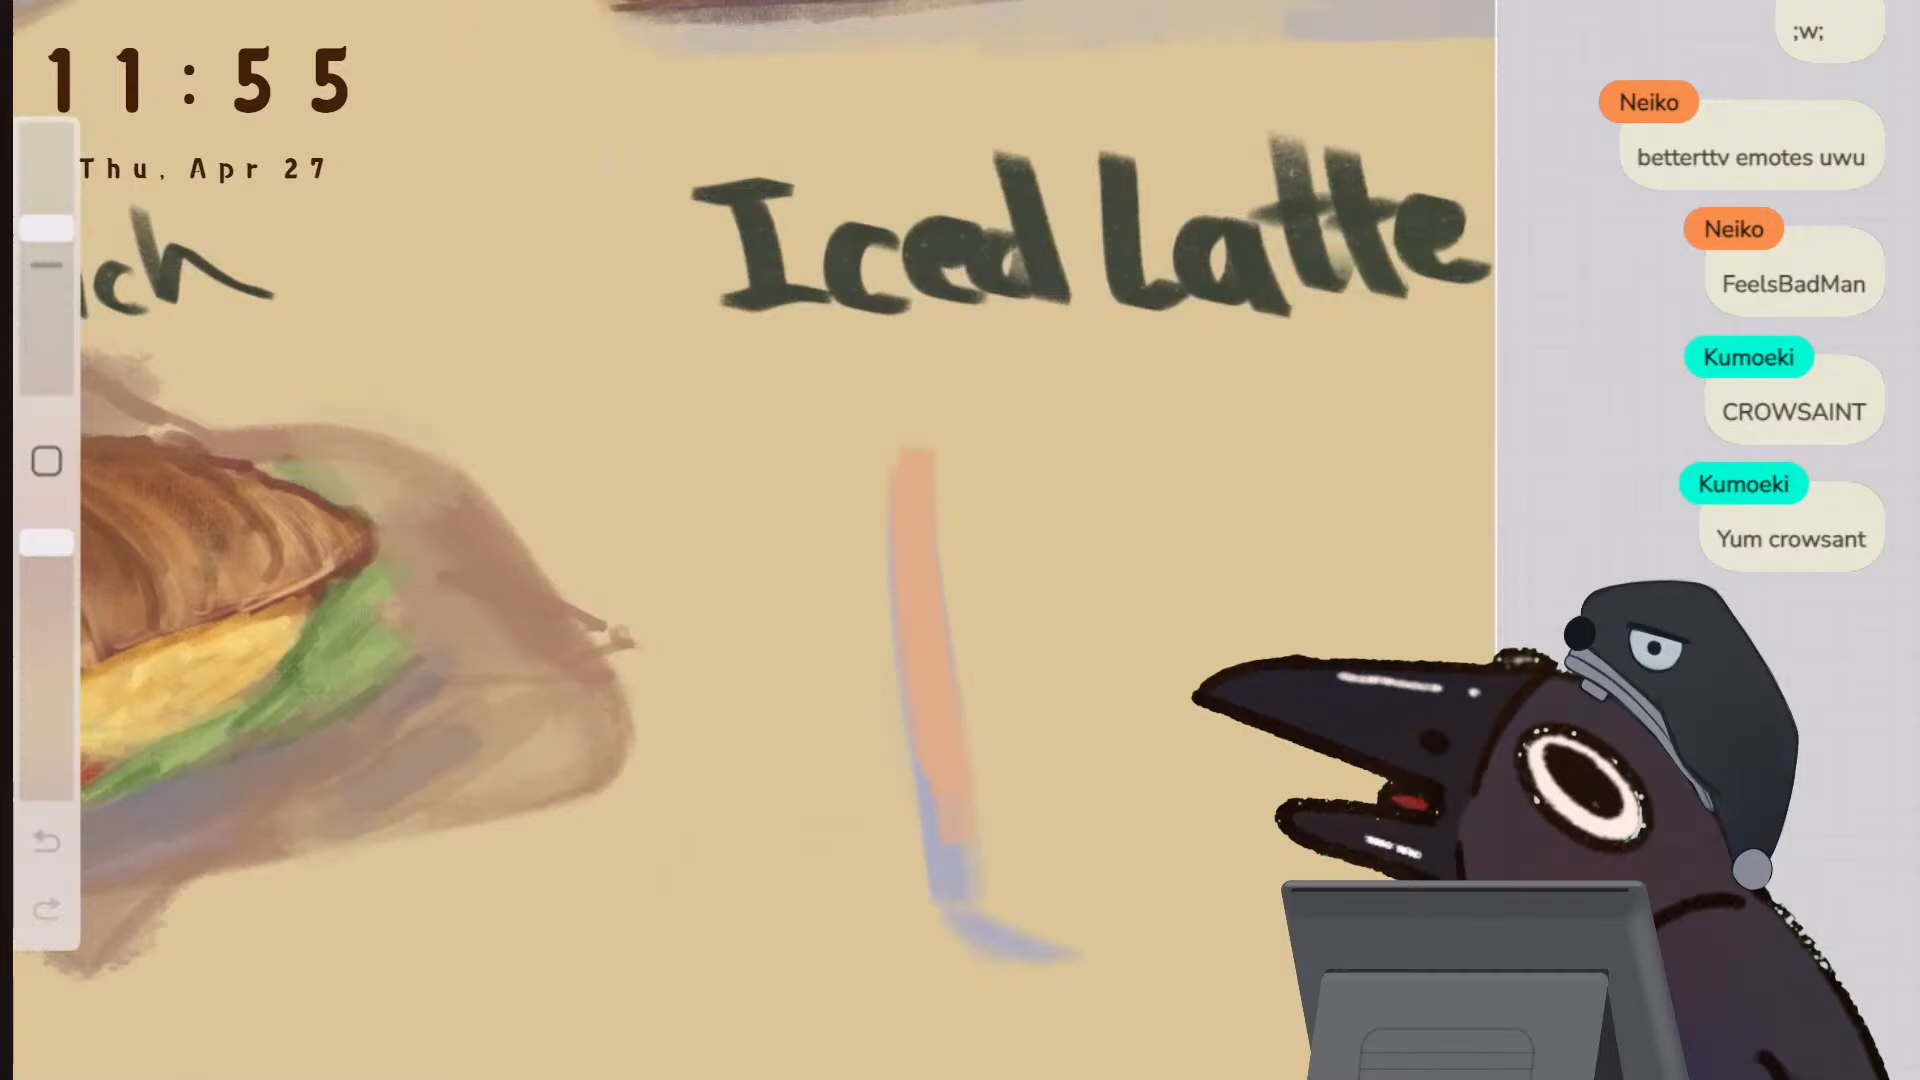 11:55
Thu, Apr 27
ch
Iced Latte
;w;
Neiko
betterttv emotes uwu
Neiko
FeelsBadMan
Kumoeki
CROWSAINT
Kumoeki
Yum crowsant